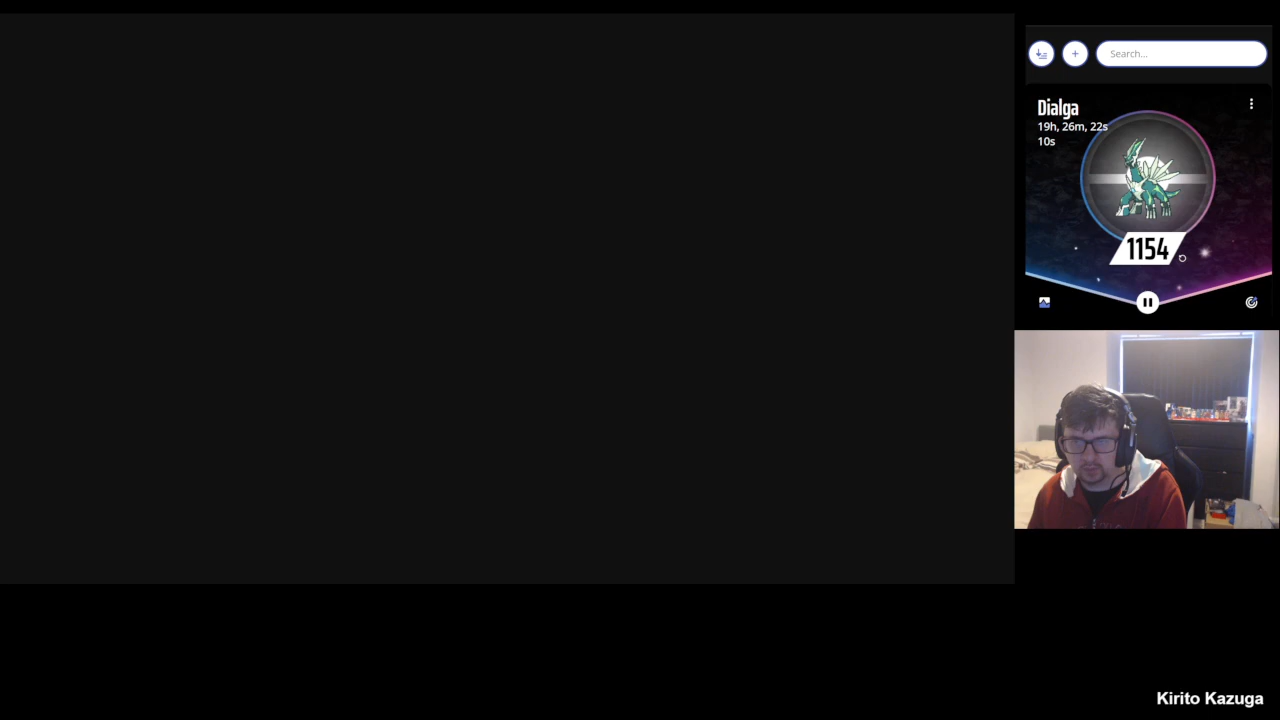 Search...
Dialga
19h, 26m, 22s
10s
1154
Kirito Kazuga